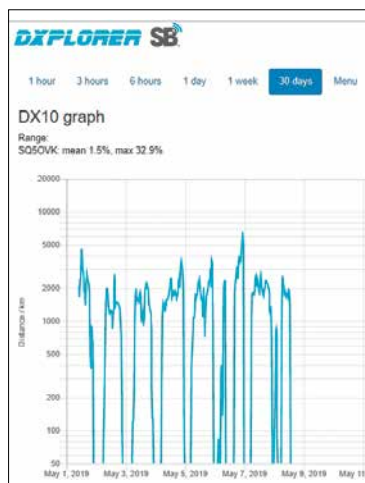 DXPLORER SB
1 hour 3 hours 6 hours 1 day 1 week 30 days Menu
DX10 graph
Range:
SQ5OVK: mean 1.5%, max 32.9%
20000
10000
5000
2000
1000
500
200
100
50
Distance / km
May 1, 2019 May 3, 2019 May 5, 2019 May 7, 2019 May 9, 2019 May 11